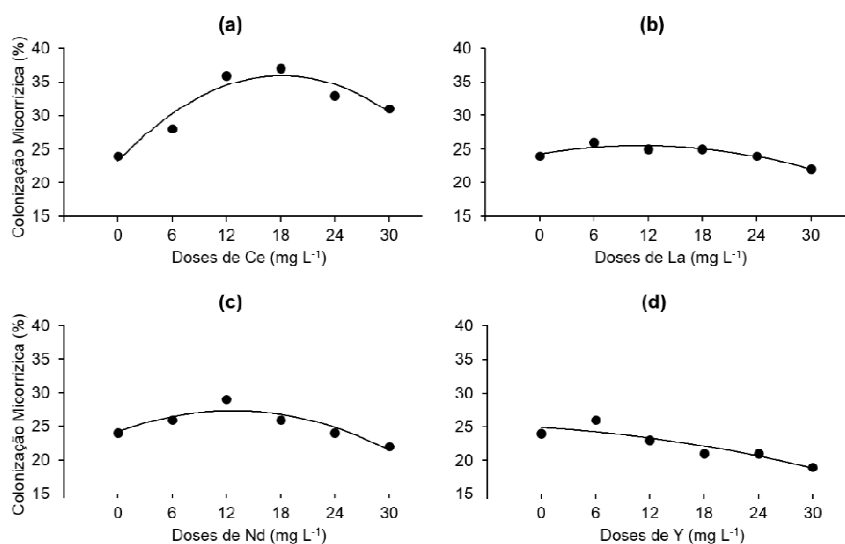 (a)
Colonização Micorrízica (%)
40
35
30
25
20
15
0 6 12 18 24 30
Doses de Ce (mg L⁻¹)
(b)
40
35
30
25
20
15
0 6 12 18 24 30
Doses de La (mg L⁻¹)
(c)
Colonização Micorrízica (%)
40
35
30
25
20
15
0 6 12 18 24 30
Doses de Nd (mg L⁻¹)
(d)
40
35
30
25
20
15
0 6 12 18 24 30
Doses de Y (mg L⁻¹)